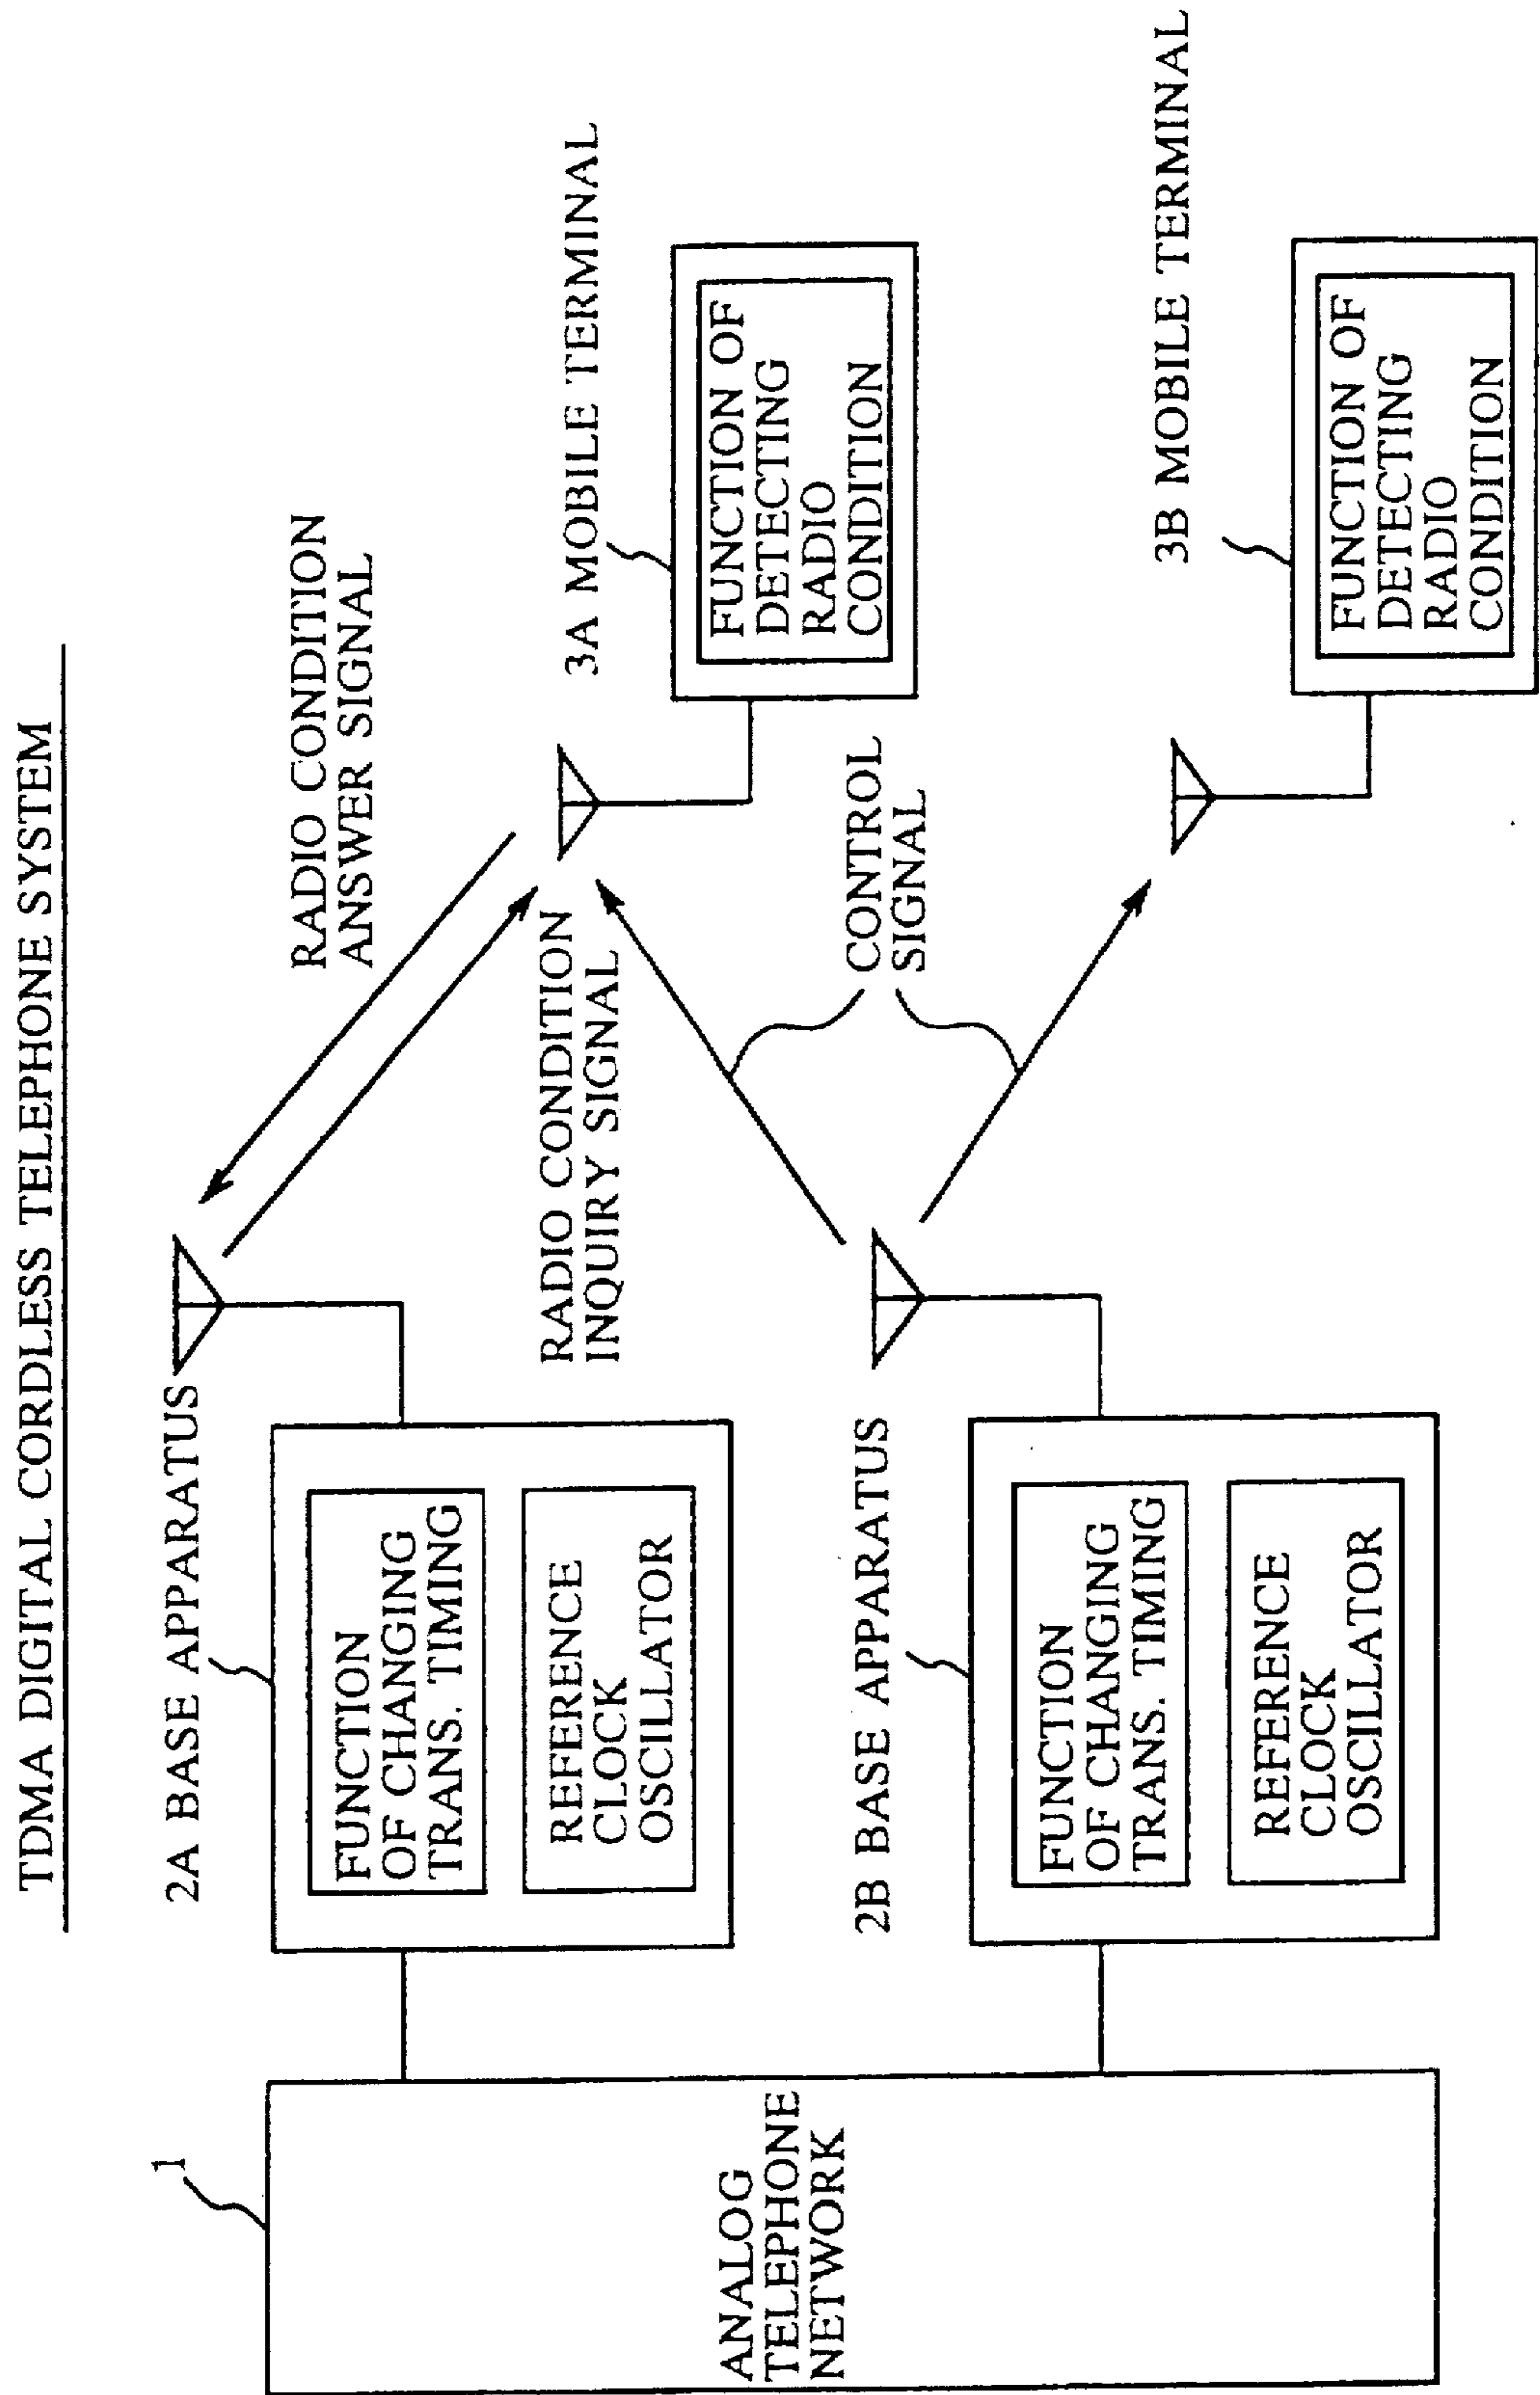 TDMA DIGITAL CORDLESS TELEPHONE SYSTEM
1
ANALOG
TELEPHONE
NETWORK
2A BASE APPARATUS
FUNCTION
OF CHANGING
TRANS. TIMING
REFERENCE
CLOCK
OSCILLATOR
2B BASE APPARATUS
FUNCTION
OF CHANGING
TRANS. TIMING
REFERENCE
CLOCK
OSCILLATOR
RADIO CONDITION
ANSWER SIGNAL
RADIO CONDITION
INQUIRY SIGNAL
CONTROL
SIGNAL
3A MOBILE TERMINAL
FUNCTION OF
DETECTING
RADIO
CONDITION
3B MOBILE TERMINAL
FUNCTION OF
DETECTING
RADIO
CONDITION